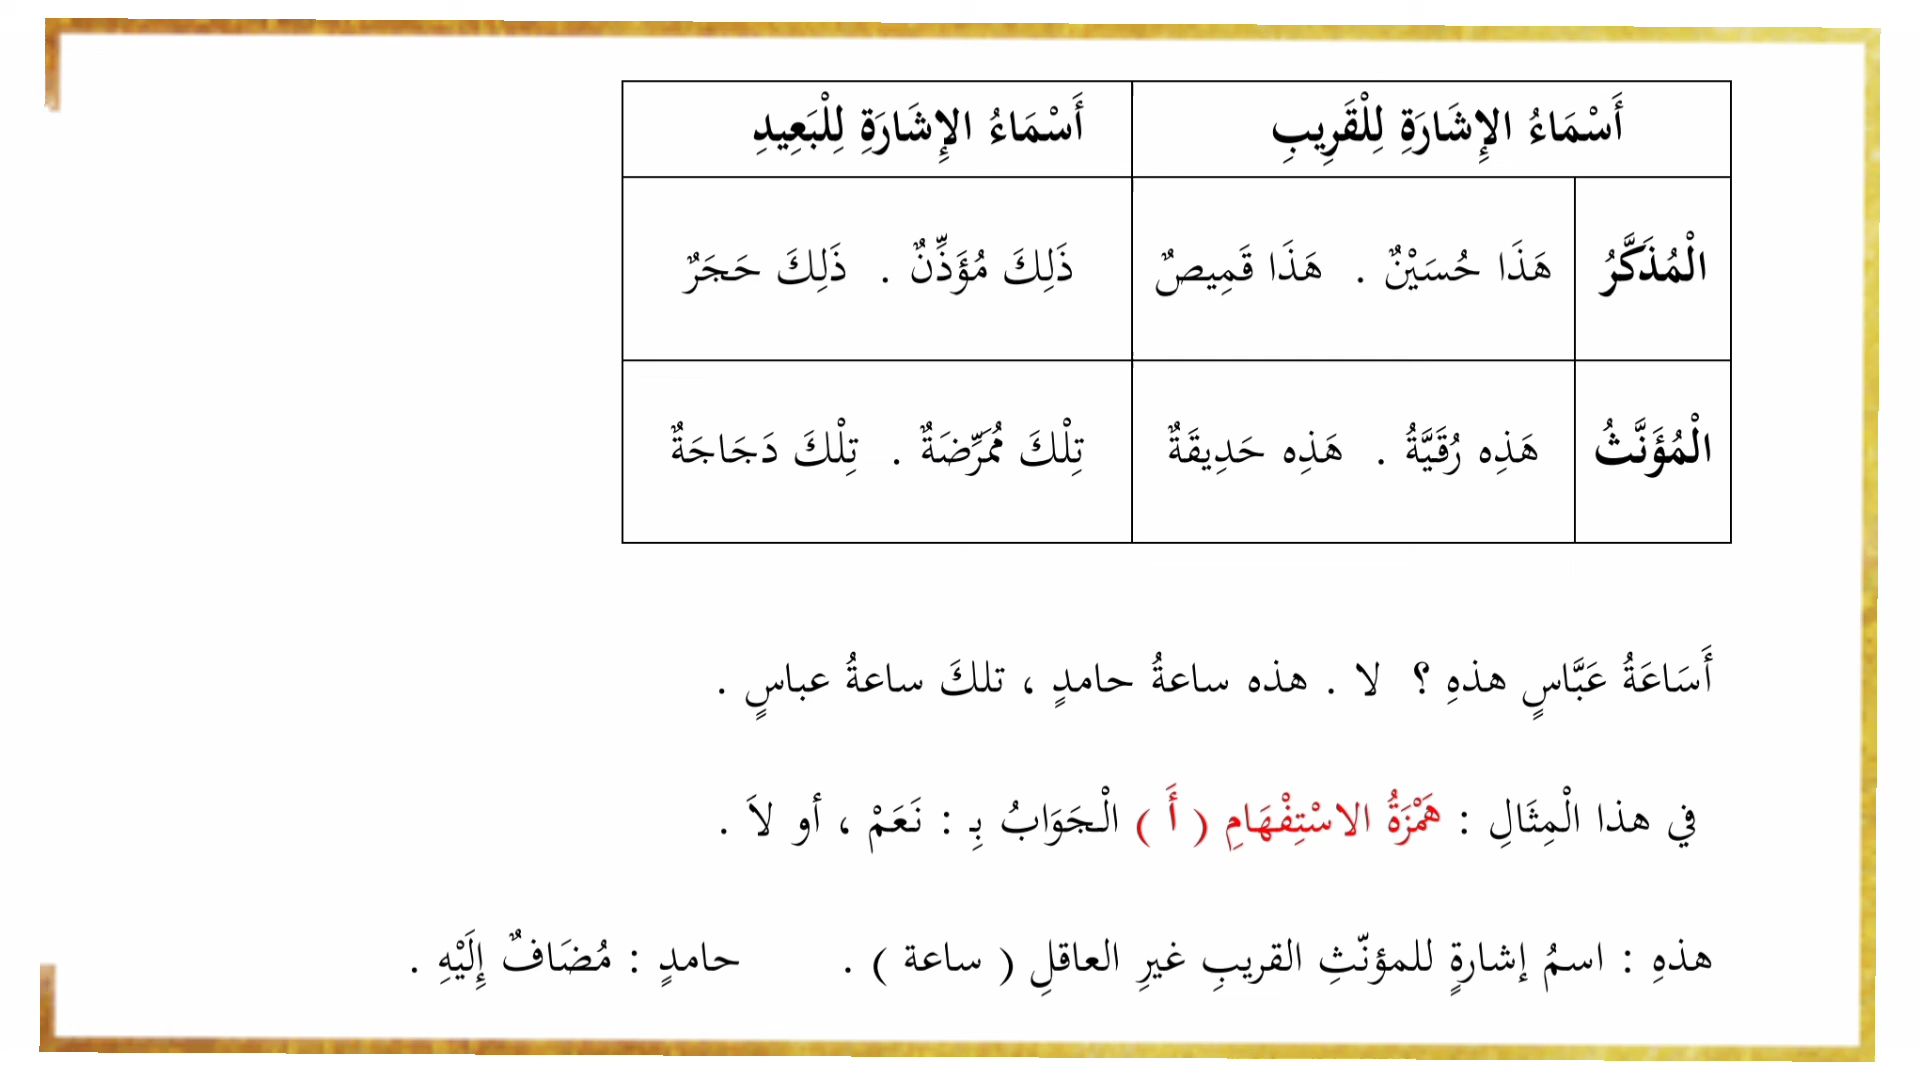 أَسْمَاءُ الإِشَارَةِ لِلْقَرِيبِ أَسْمَاءُ الإِشَارَةِ لِلْبَعِيدِ
الْمُذَكَّرُ هَذَا حُسَيْنٌ . هَذَا قَمِيصٌ ذَلِكَ مُؤَذِّنٌ . ذَلِكَ حَجَرٌ
الْمُؤَنَّثُ هَذِه رُقَيَّةُ . هَذِه حَدِيقَةٌ تِلْكَ مُمَرِّضَةٌ . تِلْكَ دَجَاجَةٌ
أَسَاعَةُ عَبَّاسٍ هذهِ ؟ لا . هذه ساعةُ حامدٍ ، تلكَ ساعةُ عباسٍ .
في هذا الْمِثَالِ : هَمْزَةُ الاسْتِفْهَامِ ( أَ ) الْجَوَابُ بِـ : نَعَمْ ، أو لاَ .
هذهِ : اسمُ إشارةٍ للمؤنّثِ القريبِ غيرِ العاقلِ ( ساعة ) . حامدٍ : مُضَافٌ إِلَيْهِ .